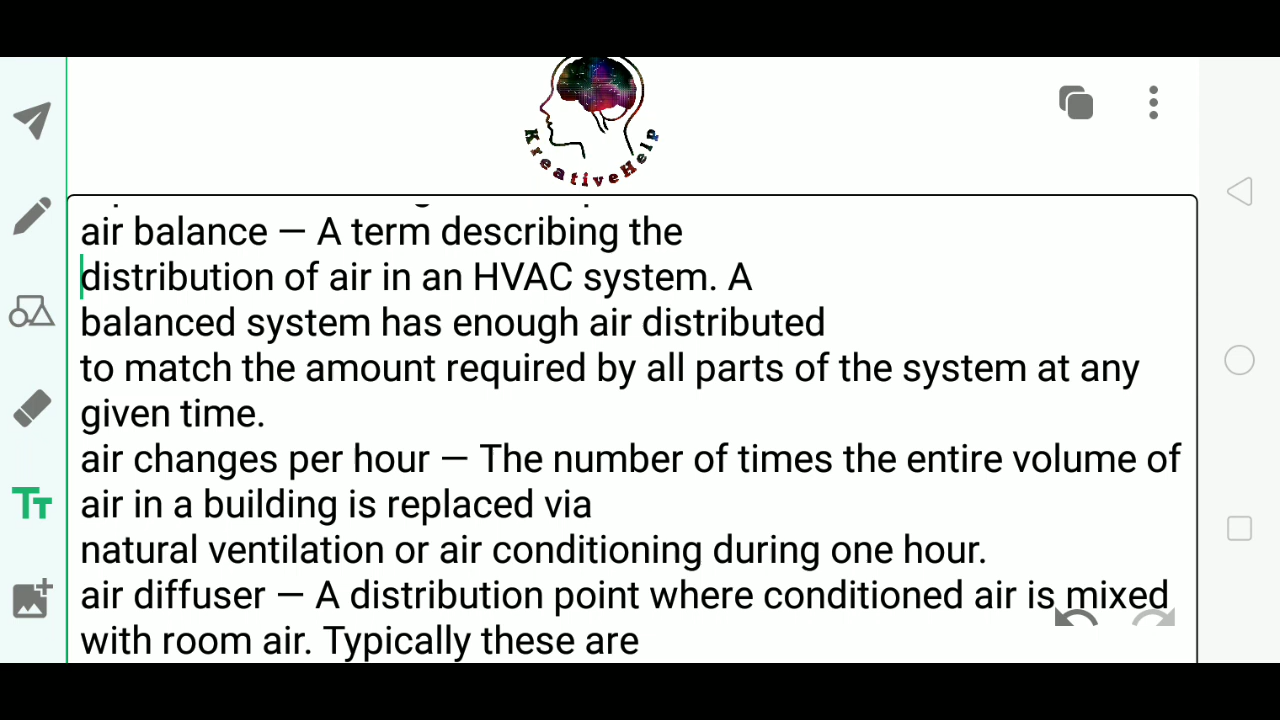 KreativeHelp
air balance — A term describing the
distribution of air in an HVAC system. A
balanced system has enough air distributed
to match the amount required by all parts of the system at any
given time.
air changes per hour — The number of times the entire volume of
air in a building is replaced via
natural ventilation or air conditioning during one hour.
air diffuser — A distribution point where conditioned air is mixed
with room air. Typically these are